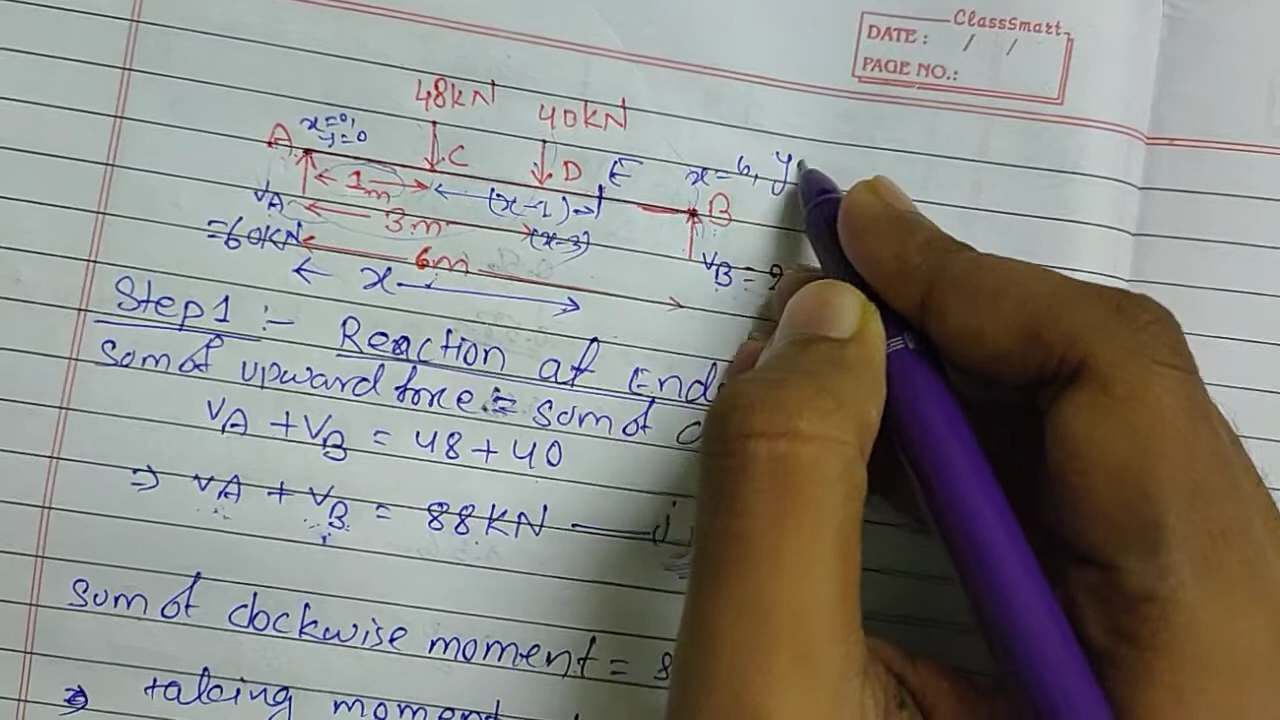 ClassSmart
DATE: / /
PAGE NO.:
48KN
40KN
A x=0, y=0
C
D
E
x=6, y
B
1m
(x-1)
VA
3m
(x-3)
=60KN
6m
VB =
x
Step 1 :- Reaction at End
Sum of upward force = Sum of
VA + VB = 48+40
⇒ VA + VB = 88KN
Sum of clockwise moment =
⇒ taking moment